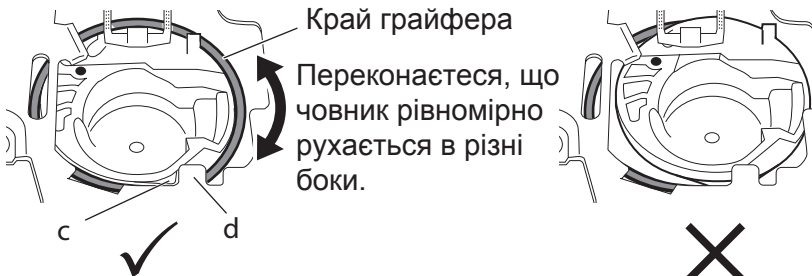 Край грайфера
Переконаєтеся, що
човник рівномірно
рухається в різні
боки.
c
d